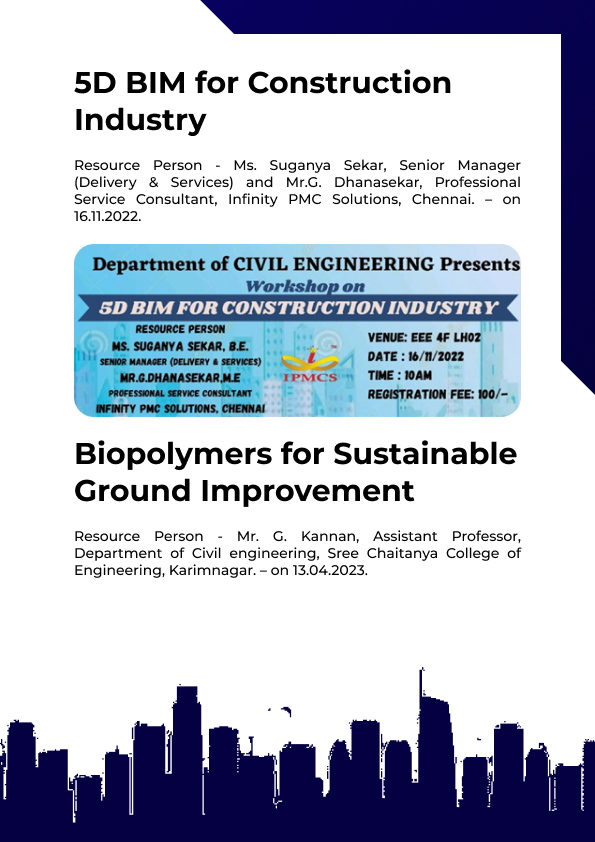 5D BIM for Construction
Industry
Resource Person - Ms. Suganya Sekar, Senior Manager
(Delivery & Services) and Mr.G. Dhanasekar, Professional
Service Consultant, Infinity PMC Solutions, Chennai. – on
16.11.2022.
Department of CIVIL ENGINEERING Presents
Workshop on
5D BIM FOR CONSTRUCTION INDUSTRY
RESOURCE PERSON
MS. SUGANYA SEKAR, B.E.
SENIOR MANAGER (DELIVERY & SERVICES)
MR.G.DHANASEKAR,M.E
PROFESSIONAL SERVICE CONSULTANT
INFINITY PMC SOLUTIONS, CHENNAI
i
IPMCS
VENUE: EEE 4F LH02
DATE : 16/11/2022
TIME : 10AM
REGISTRATION FEE: 100/-
Biopolymers for Sustainable
Ground Improvement
Resource Person - Mr. G. Kannan, Assistant Professor,
Department of Civil engineering, Sree Chaitanya College of
Engineering, Karimnagar. – on 13.04.2023.